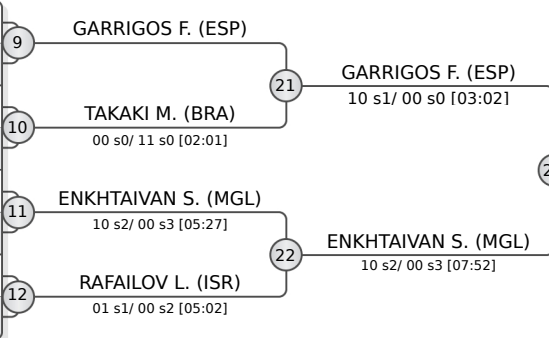 GARRIGOS F. (ESP)
9
21
GARRIGOS F. (ESP)
10 s1/ 00 s0 [03:02]
TAKAKI M. (BRA)
10
00 s0/ 11 s0 [02:01]
ENKHTAIVAN S. (MGL)
11
10 s2/ 00 s3 [05:27]
22
ENKHTAIVAN S. (MGL)
10 s2/ 00 s3 [07:52]
RAFAILOV L. (ISR)
12
01 s1/ 00 s2 [05:02]